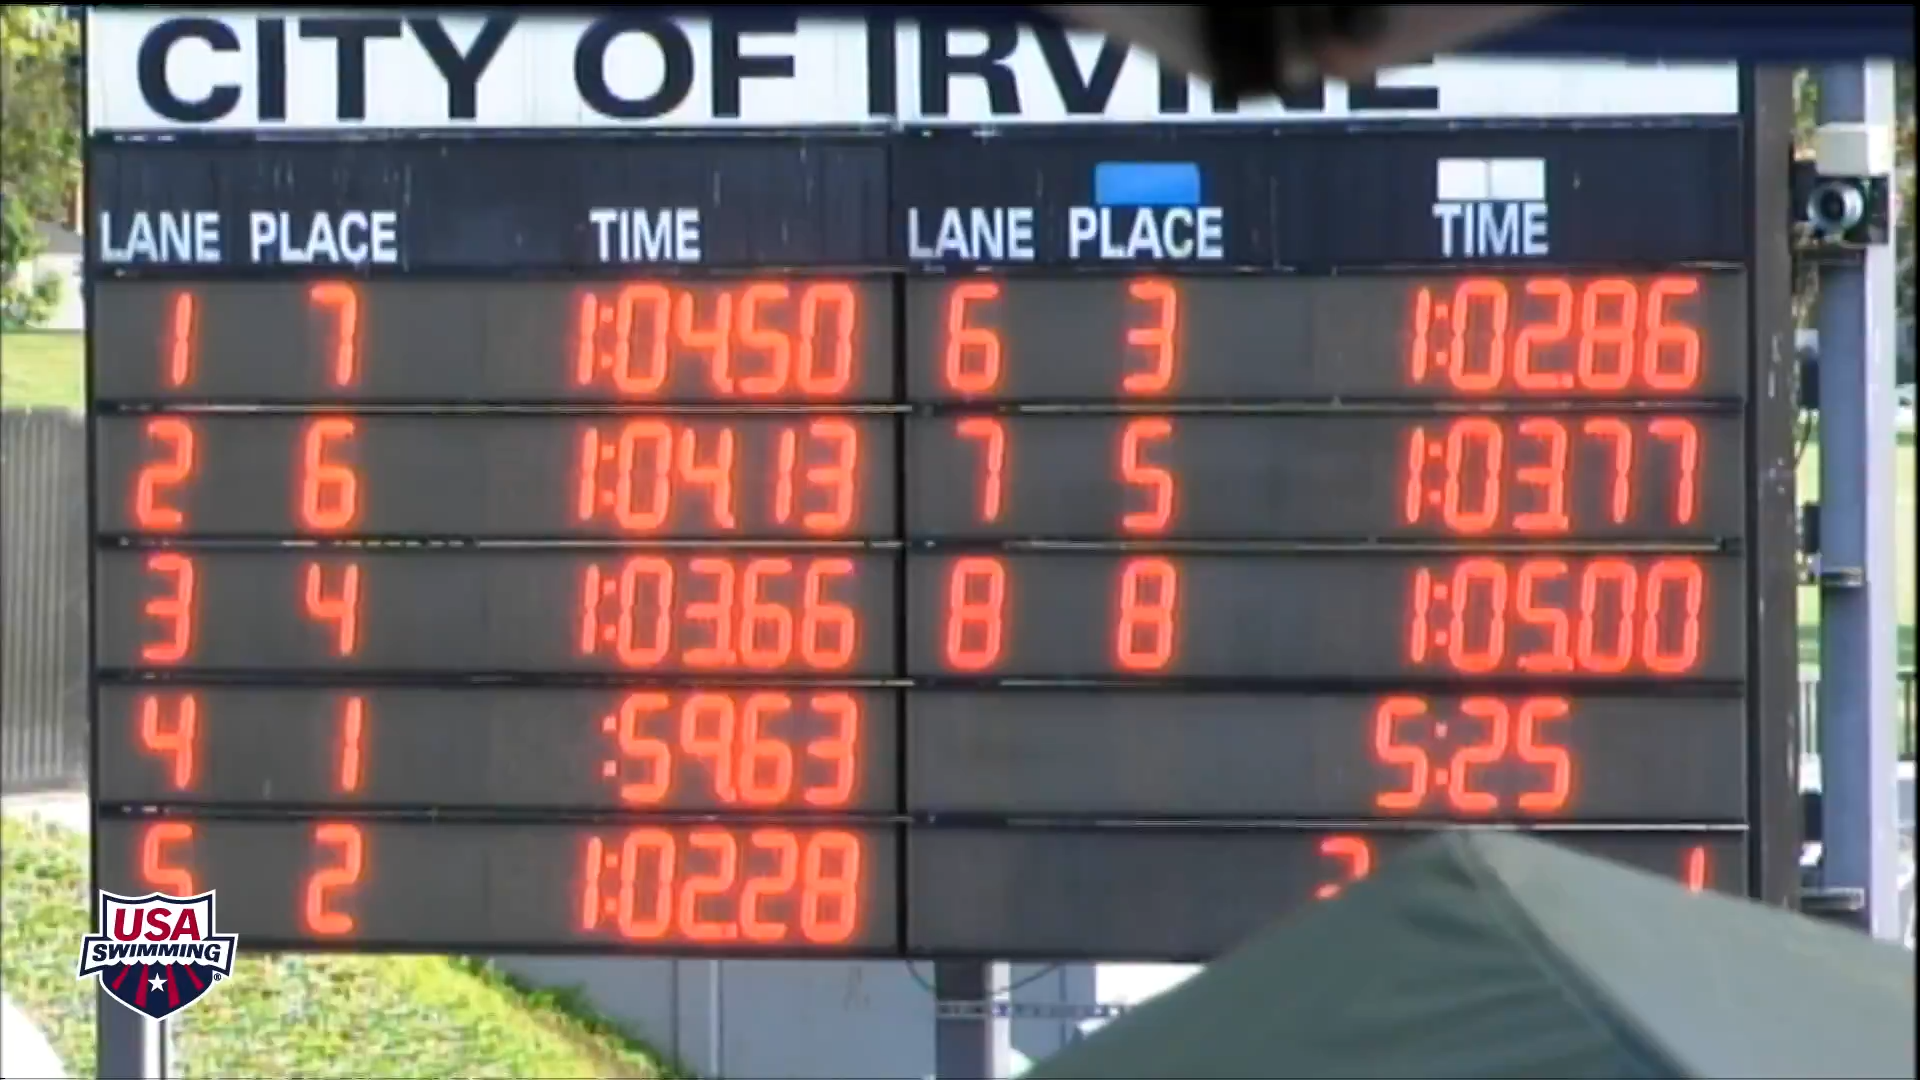 CITY OF IRVINE
LANE PLACE TIME LANE PLACE TIME
1 7 1:04.50 6 3 1:02.86
2 6 1:04.13 7 5 1:03.77
3 4 1:03.66 8 8 1:05.00
4 1 :59.63 5:25
5 2 1:02.28 2 1
USA
SWIMMING